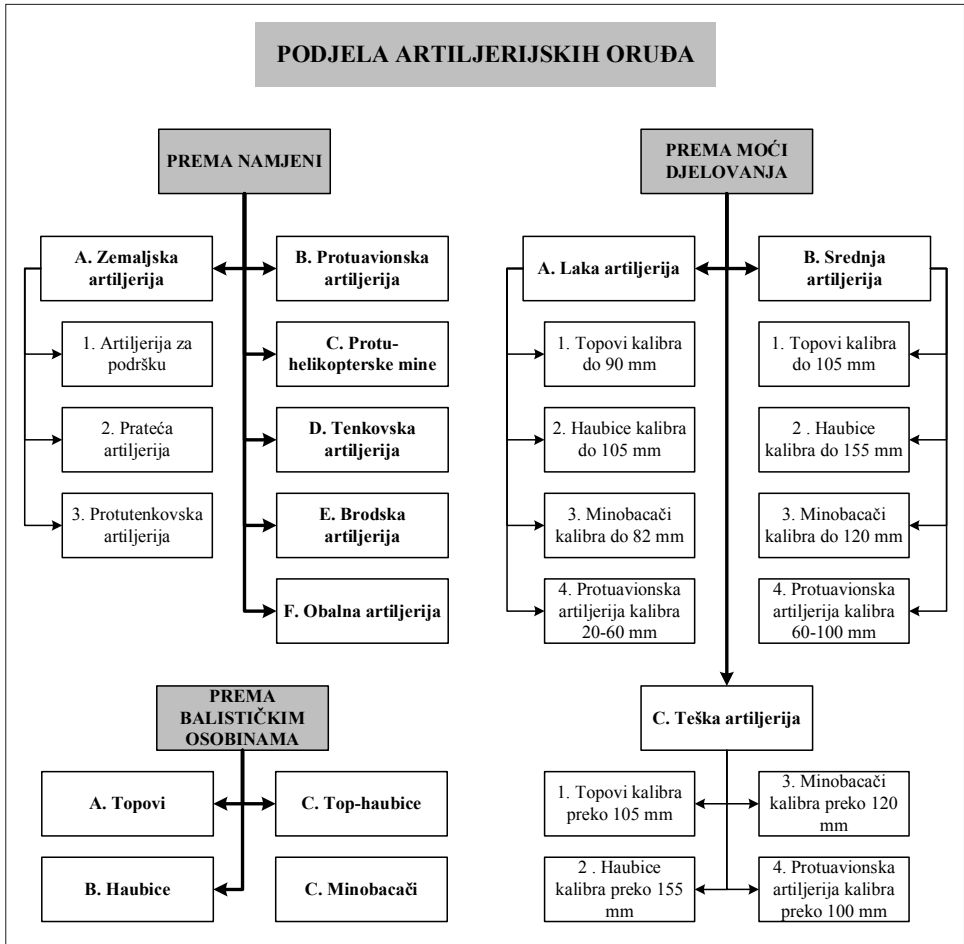 PODJELA ARTILJERIJSKIH ORUĐA
PREMA NAMJENI
A. Zemaljska
artiljerija
1. Artiljerija za
podršku
2. Prateća
artiljerija
3. Protutenkovska
artiljerija
B. Protuavionska
artiljerija
C. Protu-
helikopterske mine
D. Tenkovska
artiljerija
E. Brodska
artiljerija
F. Obalna artiljerija
PREMA MOĆI
DJELOVANJA
A. Laka artiljerija
1. Topovi kalibra
do 90 mm
2. Haubice kalibra
do 105 mm
3. Minobacači
kalibra do 82 mm
4. Protuavionska
artiljerija kalibra
20-60 mm
B. Srednja
artiljerija
1. Topovi kalibra
do 105 mm
2 . Haubice
kalibra do 155 mm
3. Minobacači
kalibra do 120 mm
4. Protuavionska
artiljerija kalibra
60-100 mm
PREMA
BALISTIČKIM
OSOBINAMA
A. Topovi
C. Top-haubice
B. Haubice
C. Minobacači
C. Teška artiljerija
1. Topovi kalibra
preko 105 mm
2 . Haubice
kalibra preko 155
mm
3. Minobacači
kalibra preko 120
mm
4. Protuavionska
artiljerija kalibra
preko 100 mm